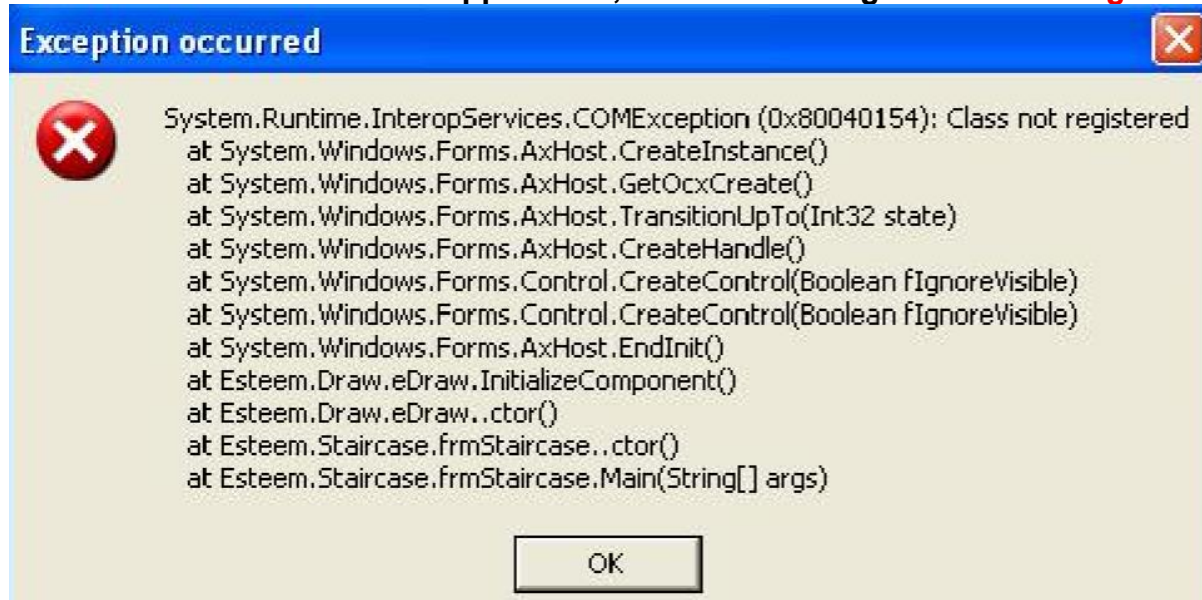 Exception occurred
System.Runtime.InteropServices.COMException (0x80040154): Class not registered
at System.Windows.Forms.AxHost.CreateInstance()
at System.Windows.Forms.AxHost.GetOcxCreate()
at System.Windows.Forms.AxHost.TransitionUpTo(Int32 state)
at System.Windows.Forms.AxHost.CreateHandle()
at System.Windows.Forms.Control.CreateControl(Boolean fIgnoreVisible)
at System.Windows.Forms.Control.CreateControl(Boolean fIgnoreVisible)
at System.Windows.Forms.AxHost.EndInit()
at Esteem.Draw.eDraw.InitializeComponent()
at Esteem.Draw.eDraw..ctor()
at Esteem.Staircase.frmStaircase..ctor()
at Esteem.Staircase.frmStaircase.Main(String[] args)
OK